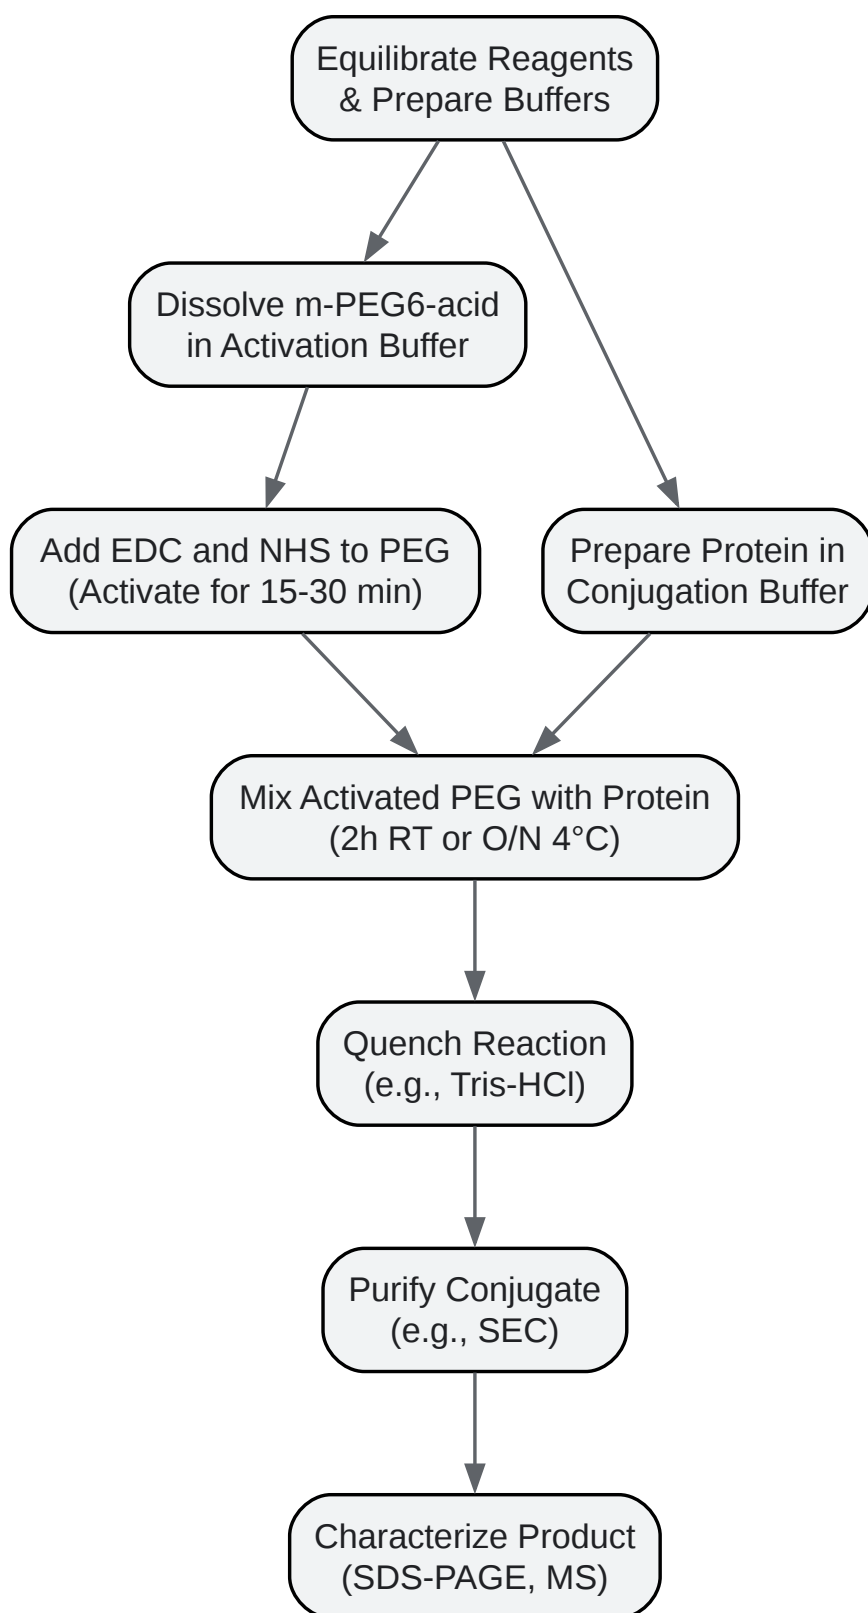 Equilibrate Reagents
& Prepare Buffers
Dissolve m-PEG6-acid
in Activation Buffer
Add EDC and NHS to PEG
(Activate for 15-30 min)
Prepare Protein in
Conjugation Buffer
Mix Activated PEG with Protein
(2h RT or O/N 4°C)
Quench Reaction
(e.g., Tris-HCl)
Purify Conjugate
(e.g., SEC)
Characterize Product
(SDS-PAGE, MS)